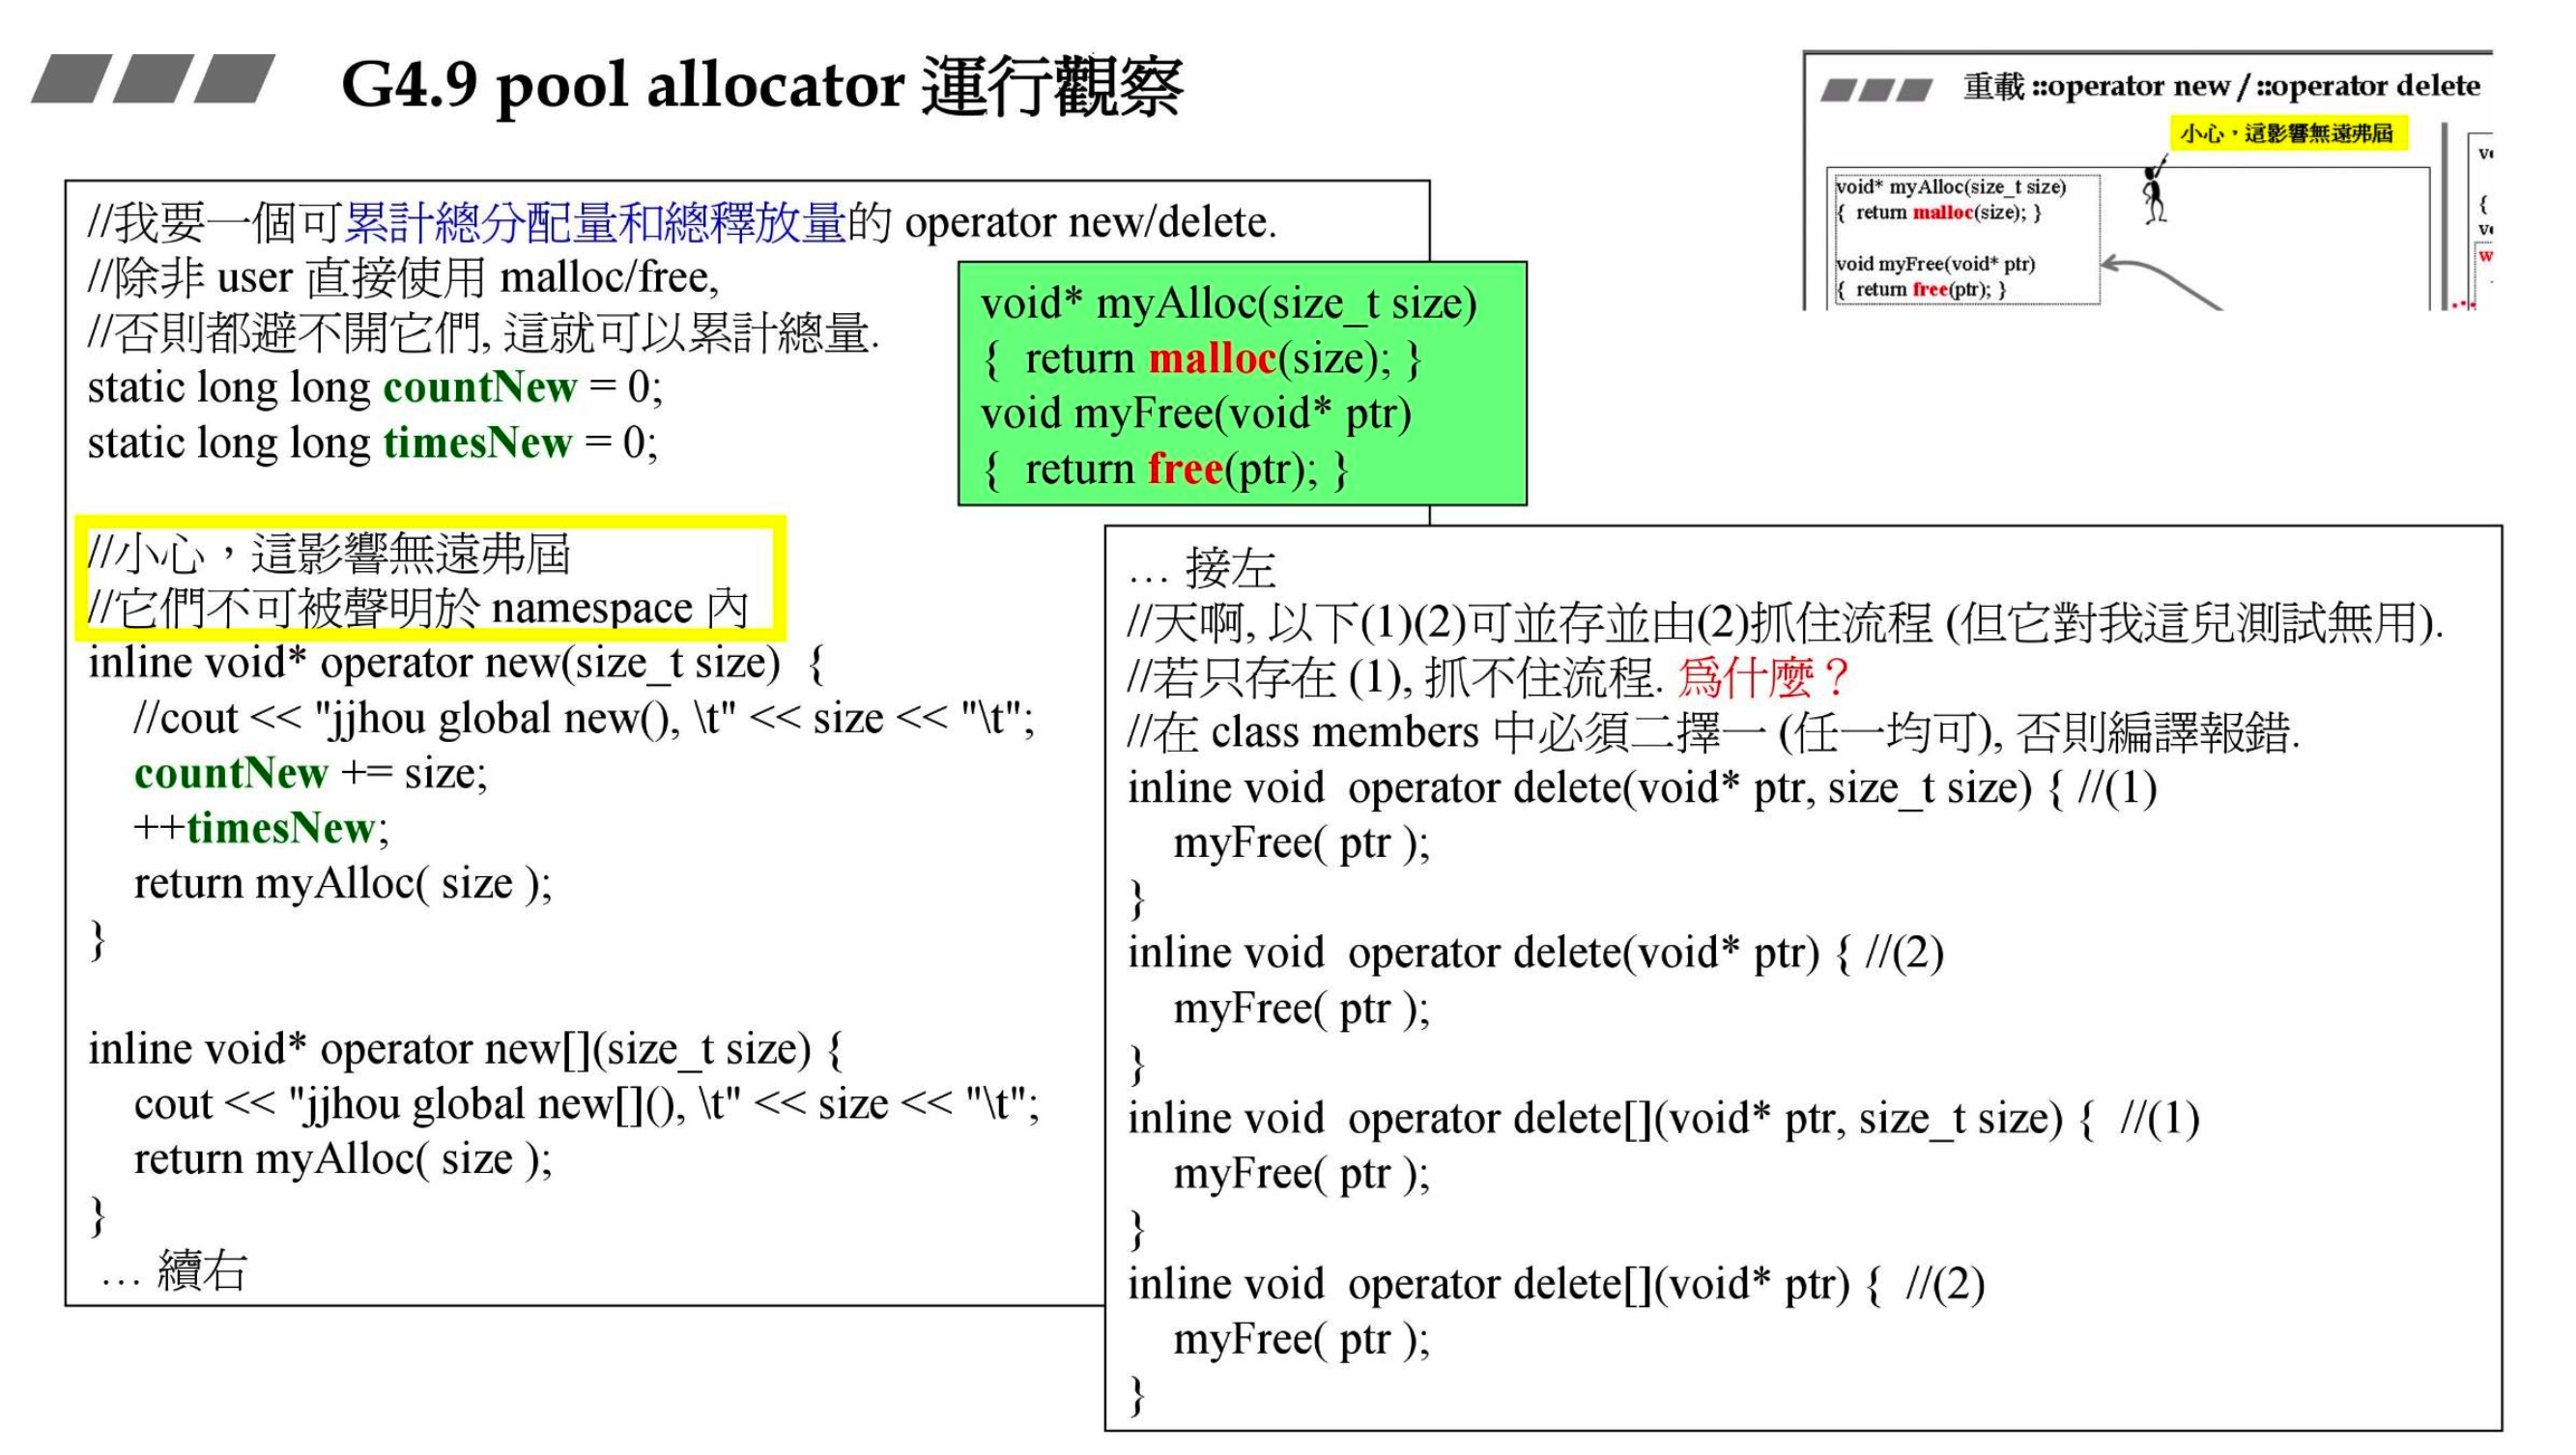 G4.9 pool allocator 運行觀察
重載 ::operator new / ::operator delete
小心，這影響無遠弗屆
void* myAlloc(size_t size)
{ return malloc(size); }
void myFree(void* ptr)
{ return free(ptr); }
//我要一個可累計總分配量和總釋放量的 operator new/delete.
//除非 user 直接使用 malloc/free,
//否則都避不開它們, 這就可以累計總量.
static long long countNew = 0;
static long long timesNew = 0;
void* myAlloc(size_t size)
{ return malloc(size); }
void myFree(void* ptr)
{ return free(ptr); }
//小心，這影響無遠弗屆
//它們不可被聲明於 namespace 內
inline void* operator new(size_t size) {
//cout << "jjhou global new(), \t" << size << "\t";
countNew += size;
++timesNew;
return myAlloc( size );
}
inline void* operator new[](size_t size) {
cout << "jjhou global new[](), \t" << size << "\t";
return myAlloc( size );
}
… 續右
… 接左
//天啊, 以下(1)(2)可並存並由(2)抓住流程 (但它對我這兒測試無用).
//若只存在 (1), 抓不住流程. 爲什麼？
//在 class members 中必須二擇一 (任一均可), 否則編譯報錯.
inline void operator delete(void* ptr, size_t size) { //(1)
myFree( ptr );
}
inline void operator delete(void* ptr) { //(2)
myFree( ptr );
}
inline void operator delete[](void* ptr, size_t size) { //(1)
myFree( ptr );
}
inline void operator delete[](void* ptr) { //(2)
myFree( ptr );
}